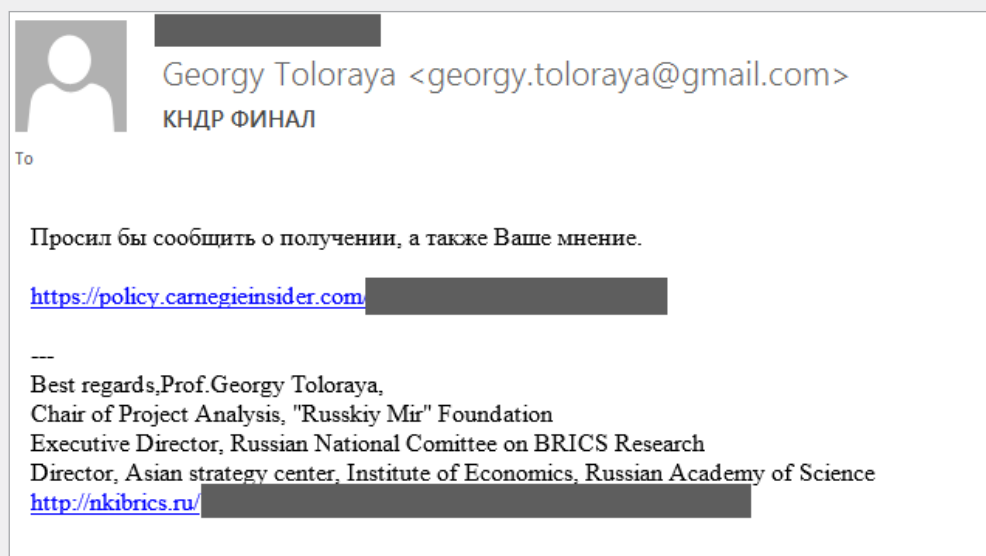 Georgy Toloraya <georgy.toloraya@gmail.com>
КНДР ФИНАЛ
To
Просил бы сообщить о получении, а также Ваше мнение.
https://policy.carnegieinsider.com/
---
Best regards,Prof.Georgy Toloraya,
Chair of Project Analysis, "Russkiy Mir" Foundation
Executive Director, Russian National Comittee on BRICS Research
Director, Asian strategy center, Institute of Economics, Russian Academy of Science
http://nkibrics.ru/